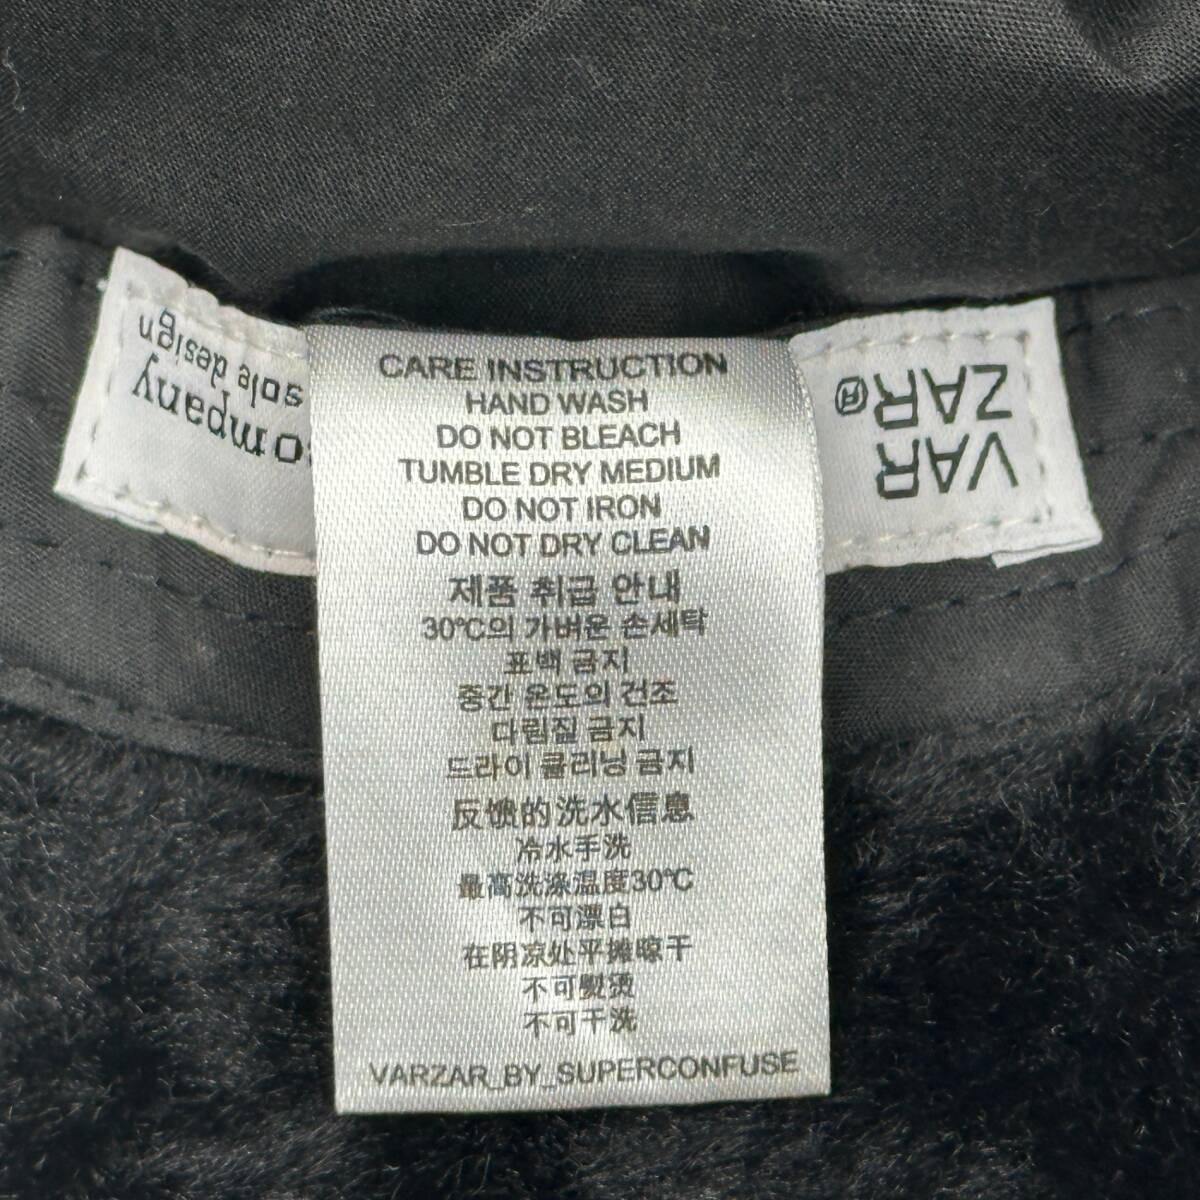 CARE INSTRUCTION
HAND WASH
DO NOT BLEACH
TUMBLE DRY MEDIUM
DO NOT IRON
DO NOT DRY CLEAN
제품 취급 안내
30℃의 가벼운 손세탁
표백 금지
중간 온도의 건조
다림질 금지
드라이 클리닝 금지
反馈的洗水信息
冷水手洗
最高洗涤温度30℃
不可漂白
在阴凉处平摊晾干
不可熨烫
不可干洗
VARZAR_BY_SUPERCONFUSE
VAR
ZAR®
ompany
sole design